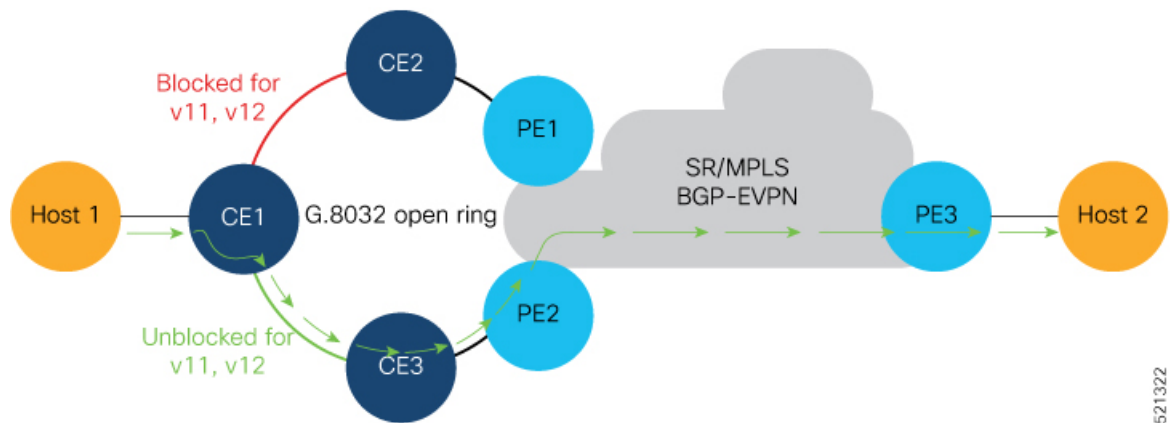 CE2
Blocked for
v11, v12
PE1
SR/MPLS
BGP-EVPN
Host 1
CE1
G.8032 open ring
PE3
Host 2
PE2
Unblocked for
v11, v12
CE3
521322